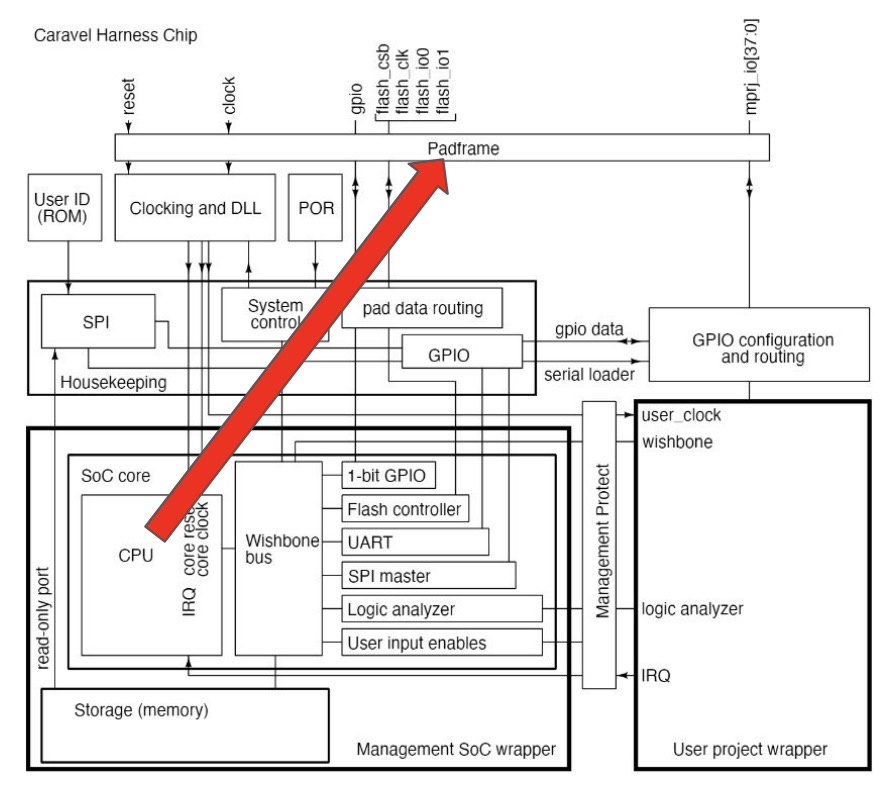 Caravel Harness Chip
reset
clock
gpio
flash_csb
flash_clk
flash_io0
flash_io1
mprj_io[37:0]
Padframe
User ID
(ROM)
Clocking and DLL
POR
SPI
System
control
pad data routing
GPIO
Housekeeping
gpio data
serial loader
GPIO configuration
and routing
user_clock
wishbone
Management Protect
SoC core
CPU
IRQ
core reset
core clock
Wishbone
bus
1-bit GPIO
Flash controller
UART
SPI master
Logic analyzer
User input enables
logic analyzer
IRQ
read-only port
Storage (memory)
Management SoC wrapper
User project wrapper